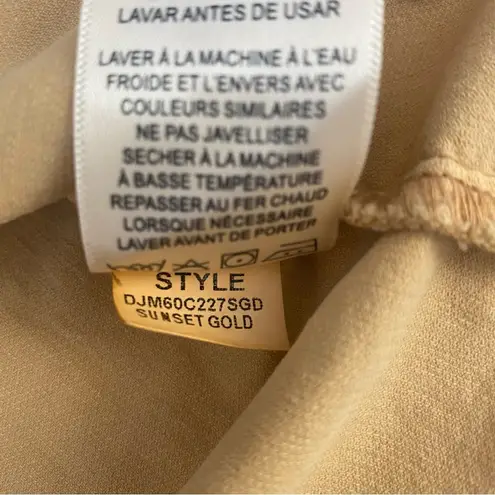 LAVAR ANTES DE USAR
LAVER À LA MACHINE À L'EAU
FROIDE ET L'ENVERS AVEC
COULEURS SIMILAIRES
NE PAS JAVELLISER
SECHER À LA MACHINE
À BASSE TEMPÉRATURE
REPASSER AU FER CHAUD
LORSQUE NÉCESSAIRE
LAVER AVANT DE PORTER
STYLE
DJM60C227SGD
SUNSET GOLD